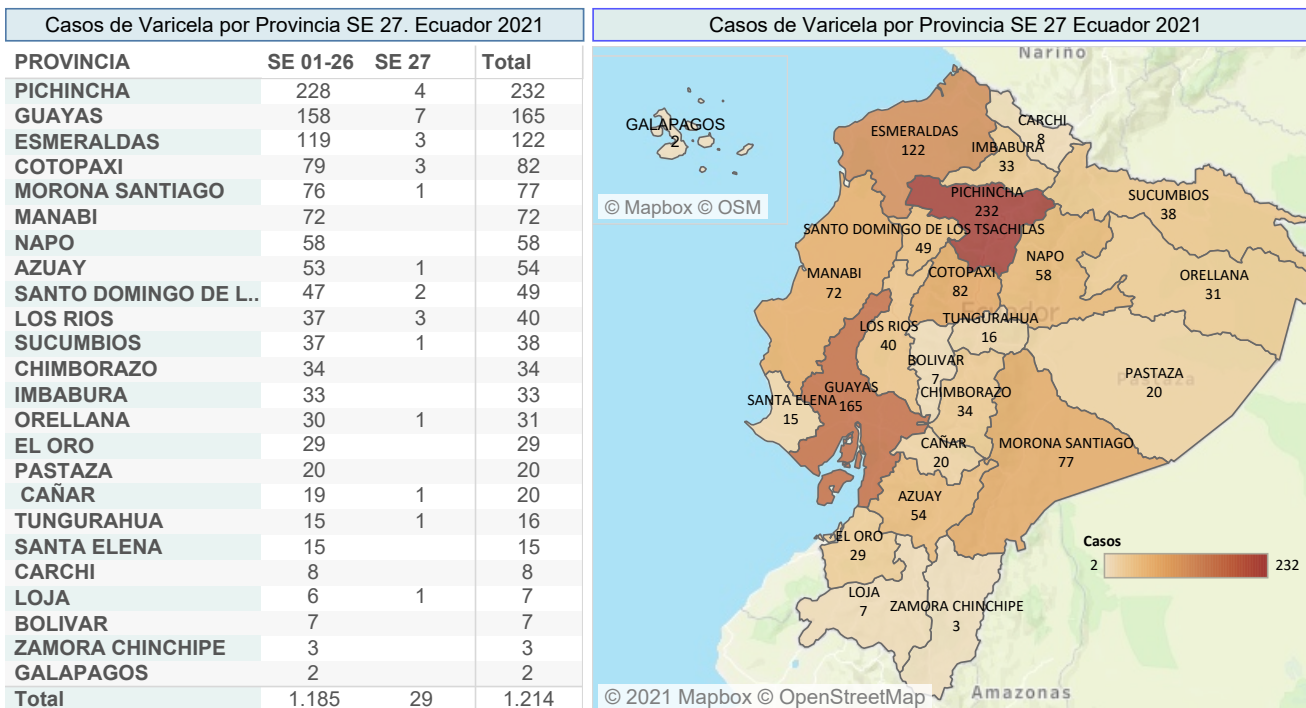 Casos de Varicela por Provincia SE 27. Ecuador 2021
PROVINCIA SE 01-26 SE 27 Total
PICHINCHA 228 4 232
GUAYAS 158 7 165
ESMERALDAS 119 3 122
COTOPAXI 79 3 82
MORONA SANTIAGO 76 1 77
MANABI 72 72
NAPO 58 58
AZUAY 53 1 54
SANTO DOMINGO DE L.. 47 2 49
LOS RIOS 37 3 40
SUCUMBIOS 37 1 38
CHIMBORAZO 34 34
IMBABURA 33 33
ORELLANA 30 1 31
EL ORO 29 29
PASTAZA 20 20
CAÑAR 19 1 20
TUNGURAHUA 15 1 16
SANTA ELENA 15 15
CARCHI 8 8
LOJA 6 1 7
BOLIVAR 7 7
ZAMORA CHINCHIPE 3 3
GALAPAGOS 2 2
Total 1.185 29 1.214
Casos de Varicela por Provincia SE 27 Ecuador 2021
Nariño
GALAPAGOS
2
© Mapbox © OSM
CARCHI
8
ESMERALDAS
122
IMBABURA
33
PICHINCHA
232
SUCUMBIOS
38
SANTO DOMINGO DE LOS TSACHILAS
49
NAPO
58
MANABI
72
COTOPAXI
82
ORELLANA
31
Ecuador
TUNGURAHUA
16
LOS RIOS
40
BOLIVAR
7
PASTAZA
20
Pastaza
GUAYAS
165
CHIMBORAZO
34
SANTA ELENA
15
CAÑAR
20
MORONA SANTIAGO
77
AZUAY
54
EL ORO
29
Casos
2 232
LOJA
7
ZAMORA CHINCHIPE
3
© 2021 Mapbox © OpenStreetMap
Amazonas